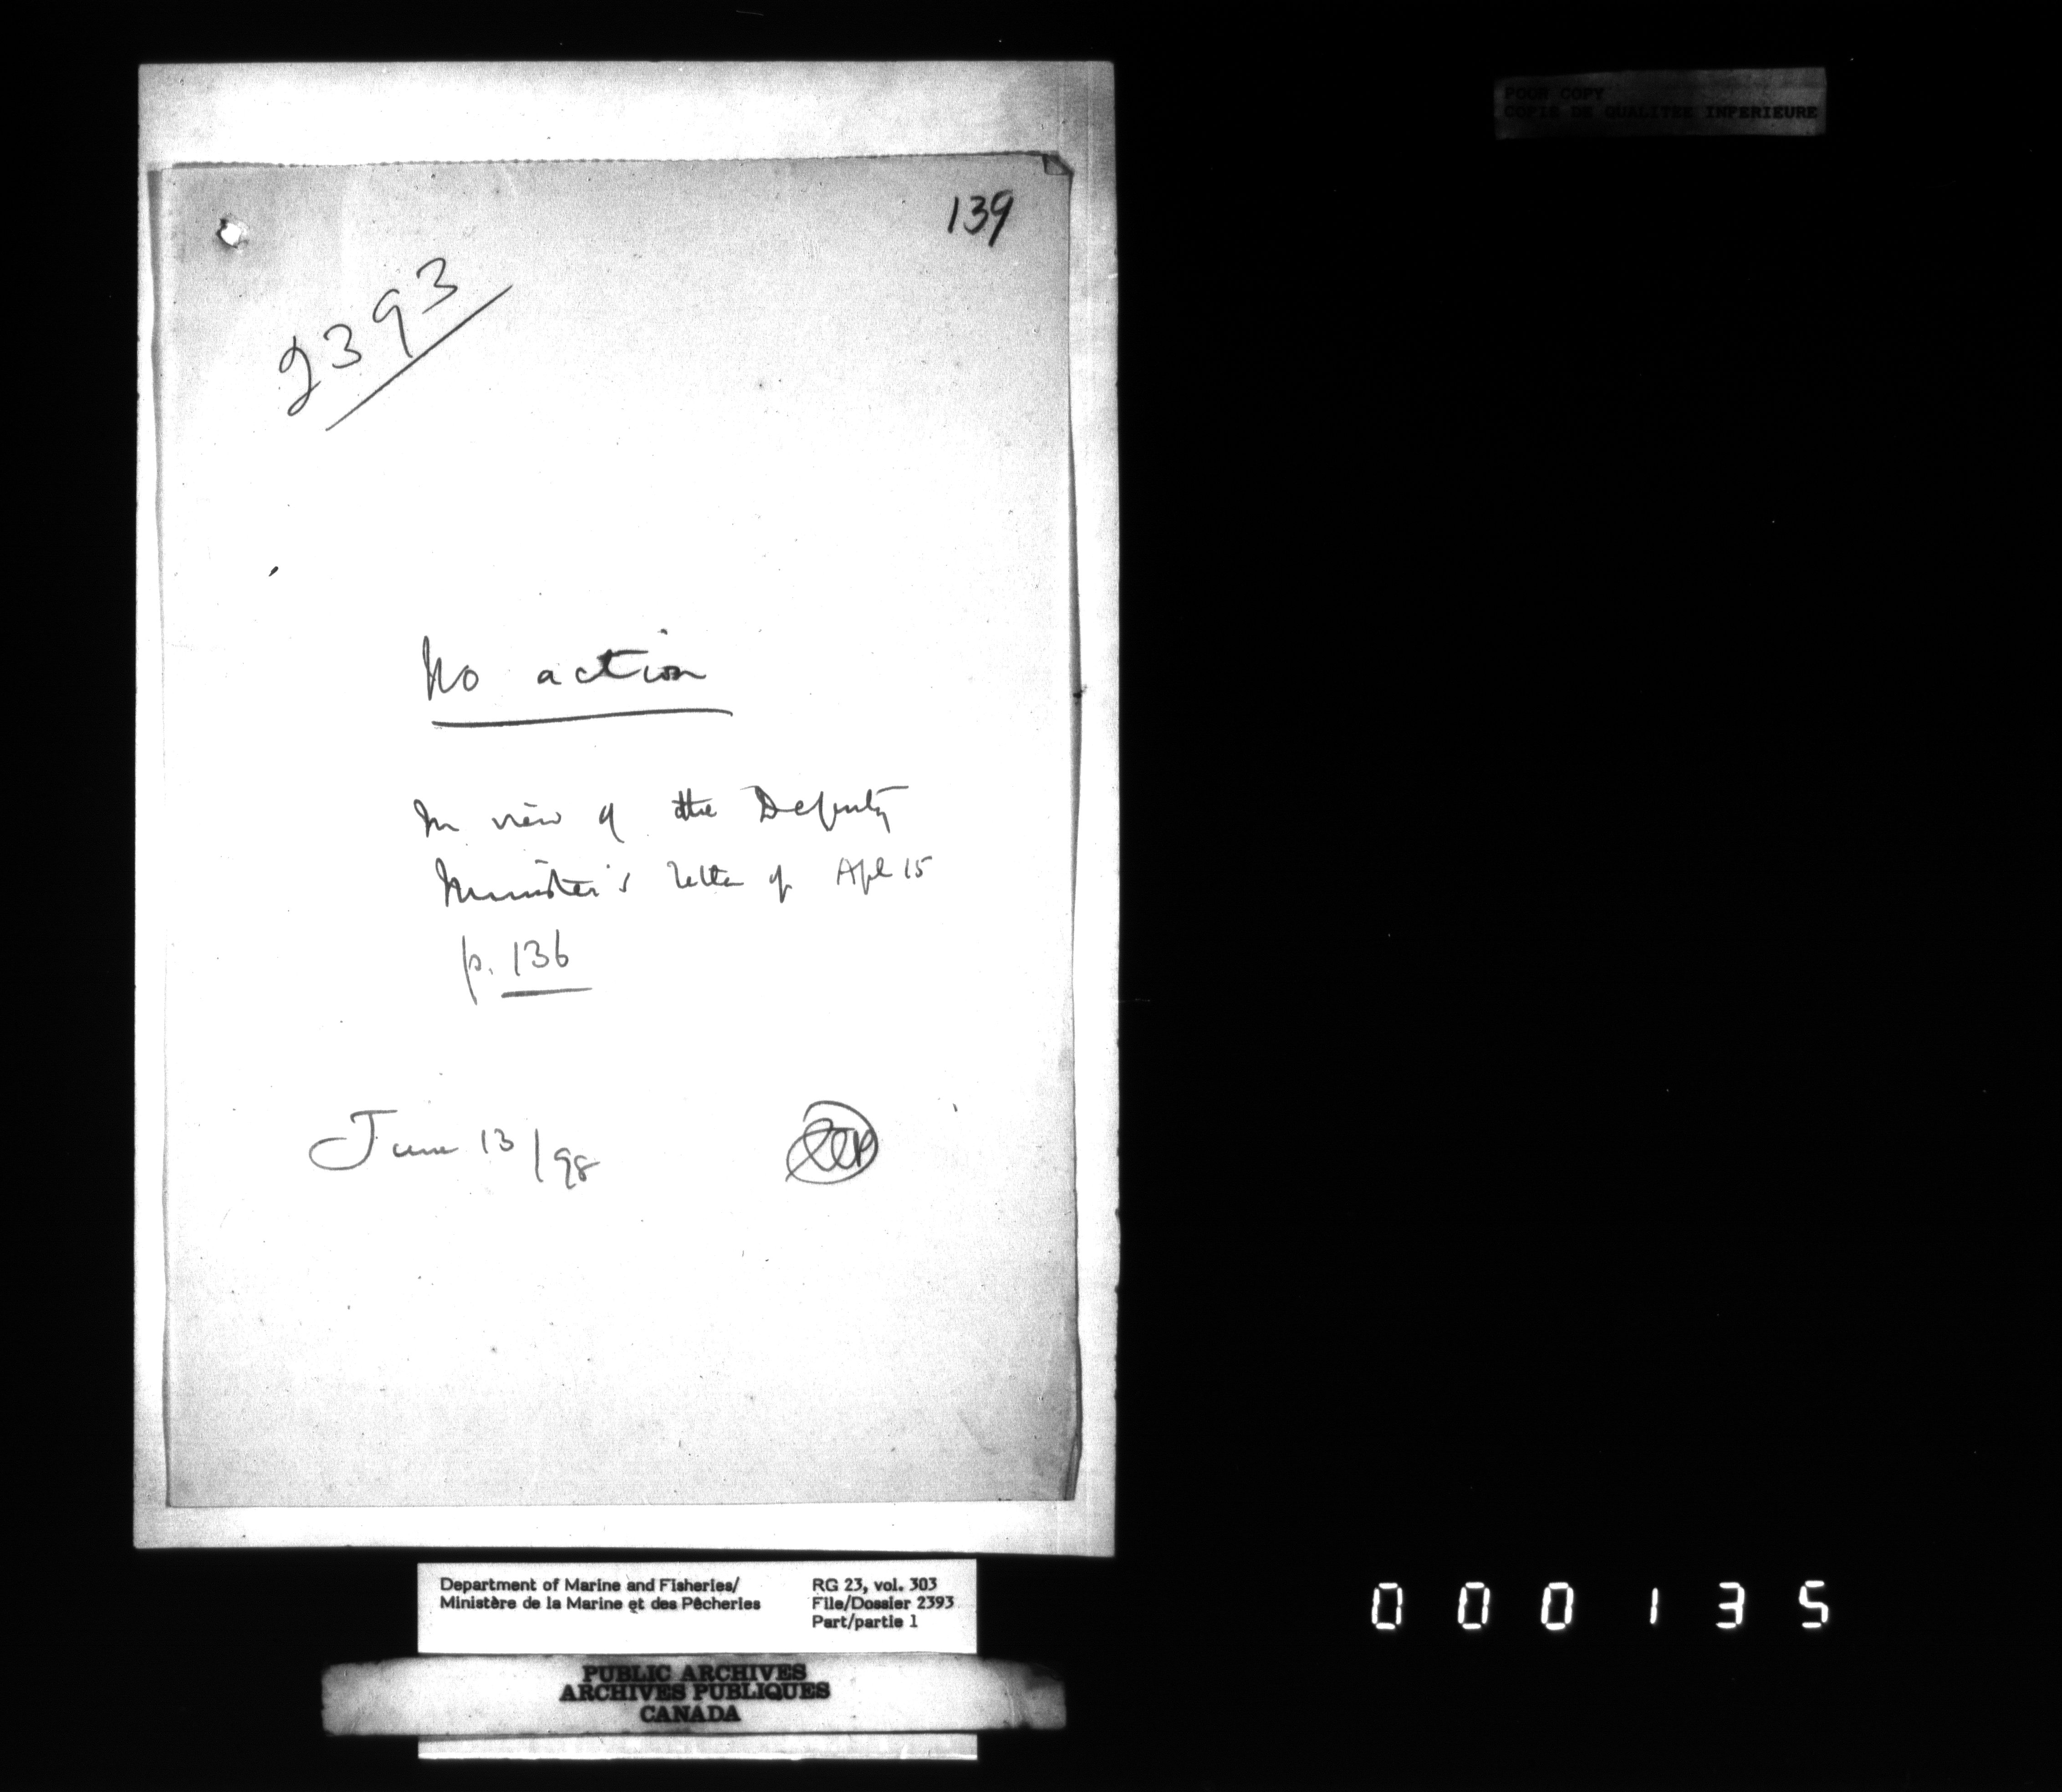 POOR COPY
COPIE DE QUALITEE INFERIEURE
139
2393
No action
In view of the Deputy
Minister's letter of Apl 15
p. 136
June 13/98
Department of Marine and Fisheries/
Ministère de la Marine et des Pêcheries
RG 23, vol. 303
File/Dossier 2393
Part/partie 1
PUBLIC ARCHIVES
ARCHIVES PUBLIQUES
CANADA
000135